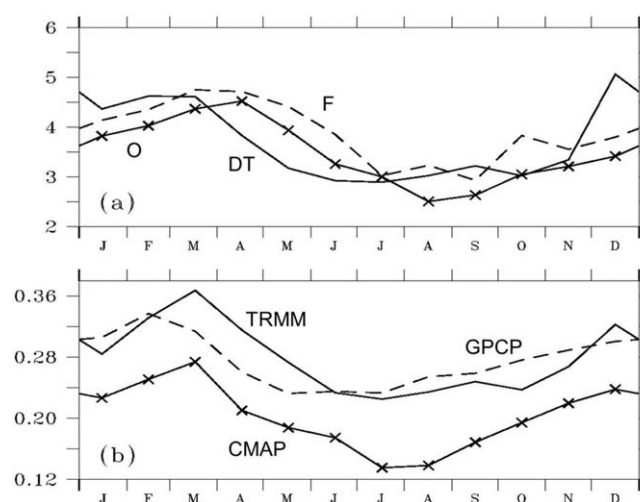 6
5
4
3
2
F
O
DT
(a)
J F M A M J J A S O N D
0.36
0.28
0.20
0.12
TRMM
GPCP
CMAP
(b)
J F M A M J J A S O N D